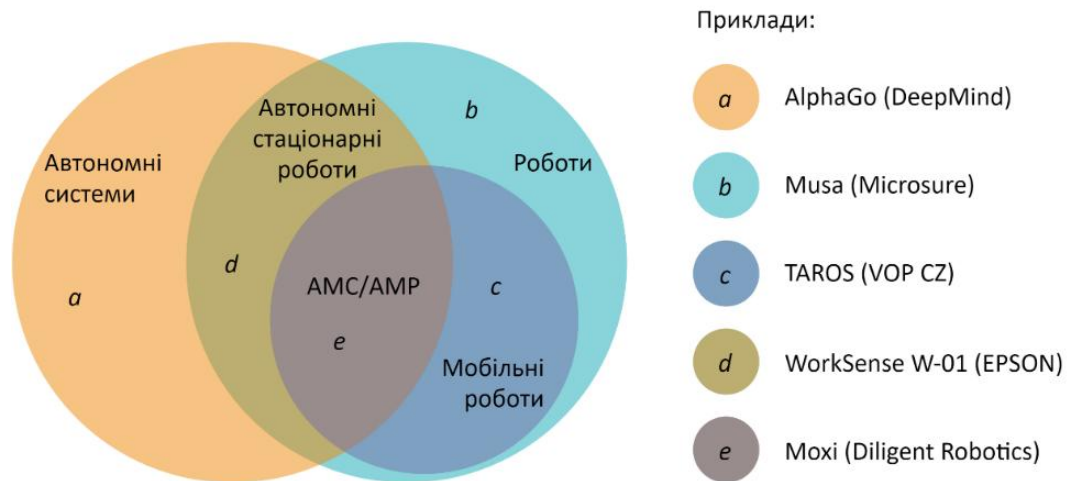 Автономні
системи
a
Автономні
стаціонарні
роботи
b
Роботи
d
АМС/АМР
c
e
Мобільні
роботи
Приклади:
a AlphaGo (DeepMind)
b Musa (Microsure)
c TAROS (VOP CZ)
d WorkSense W-01 (EPSON)
e Moxi (Diligent Robotics)